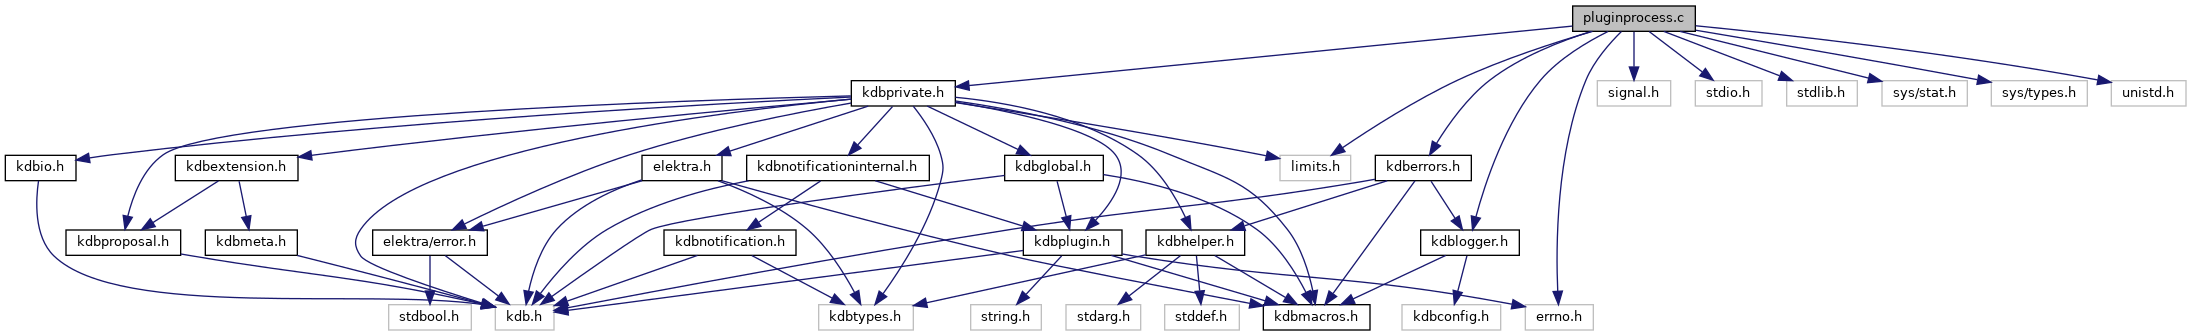 pluginprocess.c
kdbprivate.h
signal.h
stdio.h
stdlib.h
sys/stat.h
sys/types.h
unistd.h
kdbio.h
kdbextension.h
elektra.h
kdbnotificationinternal.h
kdbglobal.h
limits.h
kdberrors.h
kdbproposal.h
kdbmeta.h
elektra/error.h
kdbnotification.h
kdbplugin.h
kdbhelper.h
kdblogger.h
stdbool.h
kdb.h
kdbtypes.h
string.h
stdarg.h
stddef.h
kdbmacros.h
kdbconfig.h
errno.h